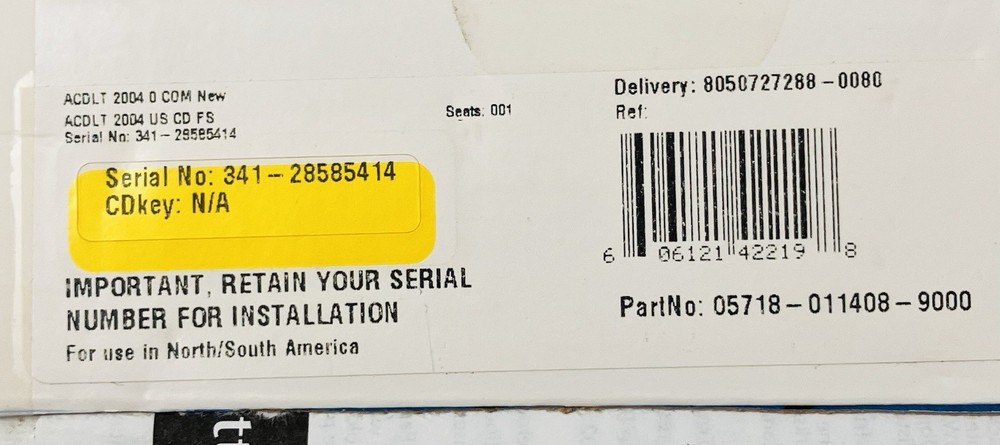 ACDLT 2004 0 COM New
ACDLT 2004 US CD FS
Serial No: 341-28585414
Seats: 001
Serial No: 341-28585414
CDkey: N/A
IMPORTANT, RETAIN YOUR SERIAL
NUMBER FOR INSTALLATION
For use in North/South America
Delivery: 8050727288-0080
Ref:
6 06121 42219 8
PartNo: 05718-011408-9000